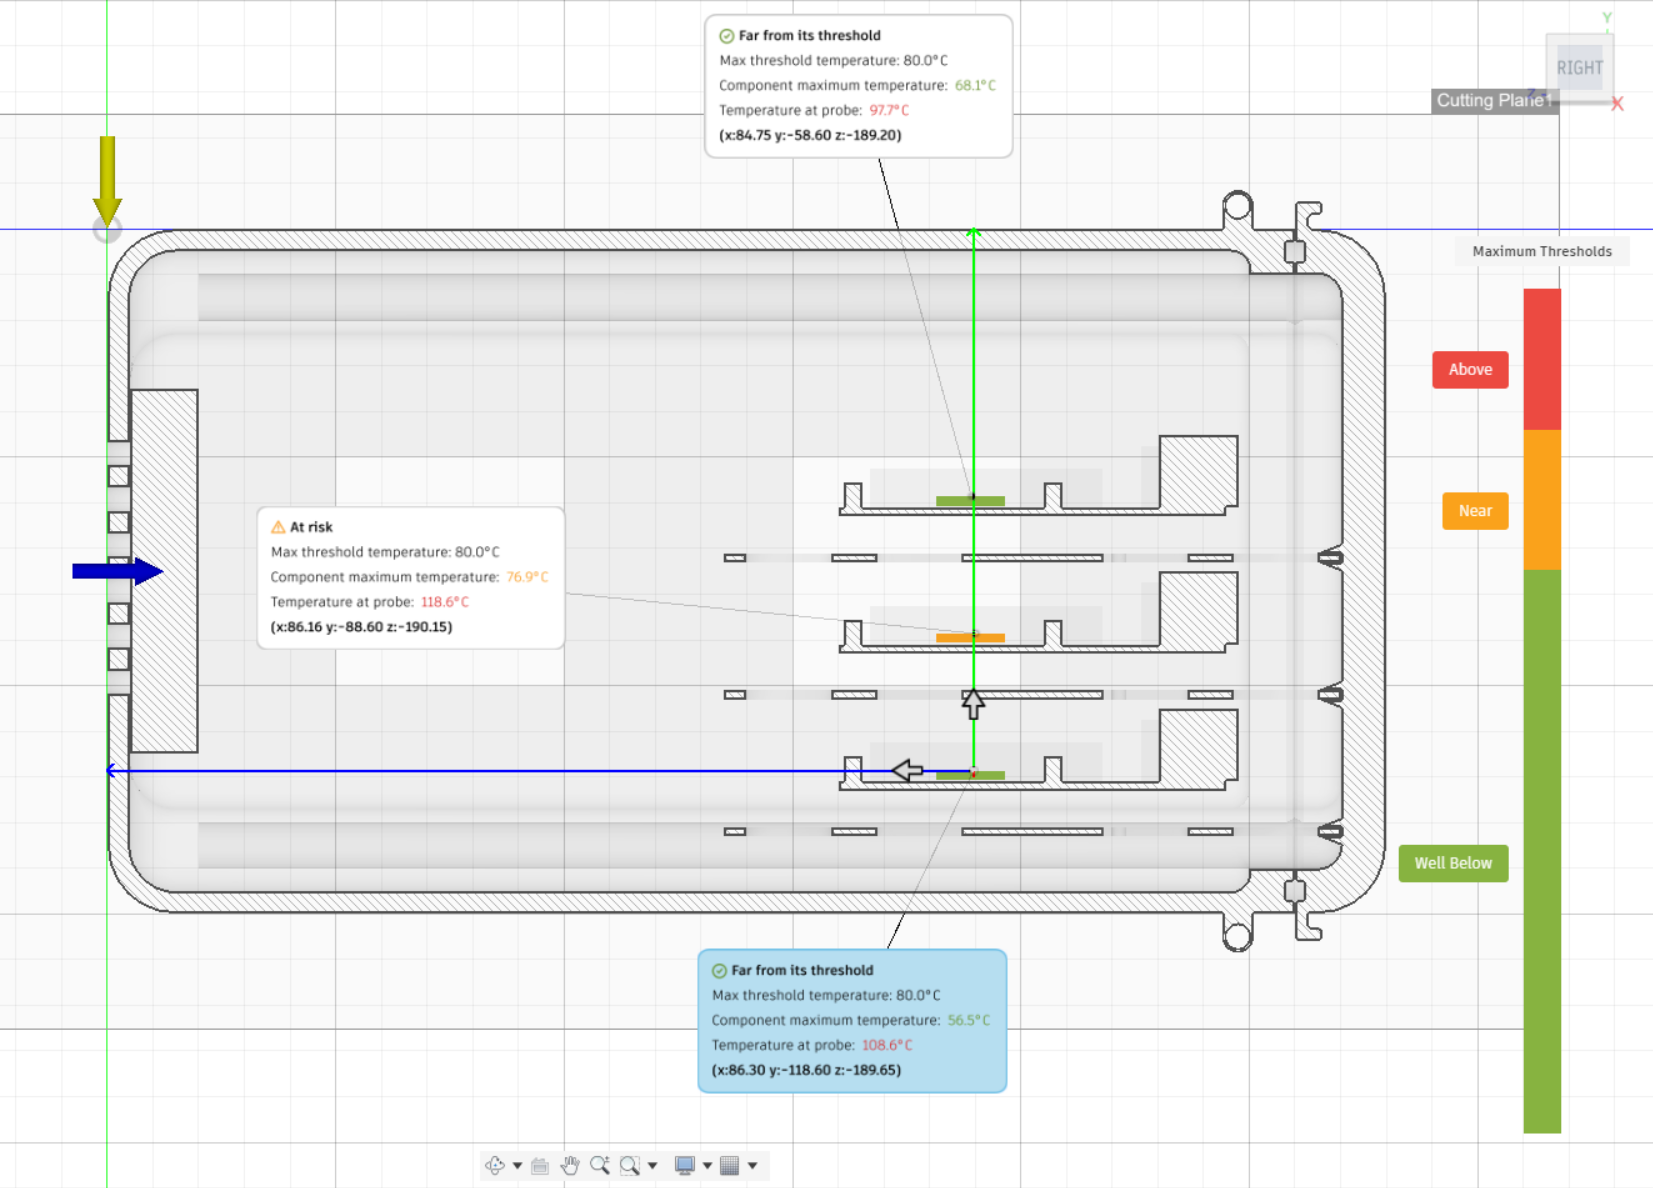 Far from its threshold
Max threshold temperature: 80.0°C
Component maximum temperature: 68.1°C
Temperature at probe: 97.7°C
(x:84.75 y:-58.60 z:-189.20)
Y
RIGHT
Cutting Plane1
X
Maximum Thresholds
Above
Near
Well Below
At risk
Max threshold temperature: 80.0°C
Component maximum temperature: 76.9°C
Temperature at probe: 118.6°C
(x:86.16 y:-88.60 z:-190.15)
Far from its threshold
Max threshold temperature: 80.0°C
Component maximum temperature: 56.5°C
Temperature at probe: 108.6°C
(x:86.30 y:-118.60 z:-189.65)